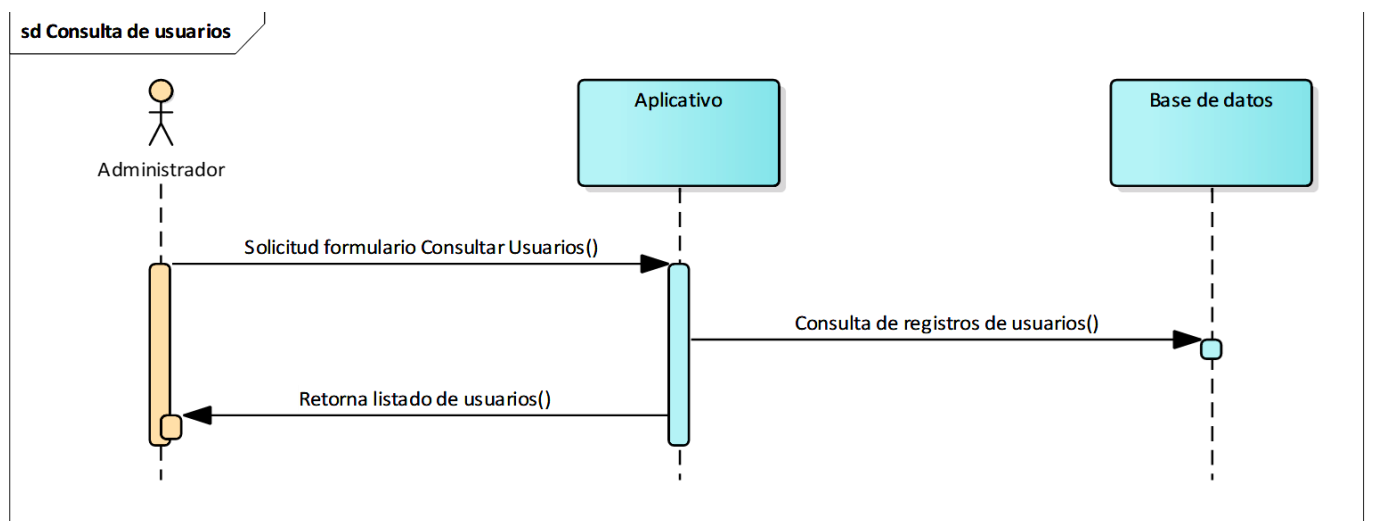 sd Consulta de usuarios
Administrador
Aplicativo
Base de datos
Solicitud formulario Consultar Usuarios()
Consulta de registros de usuarios()
Retorna listado de usuarios()